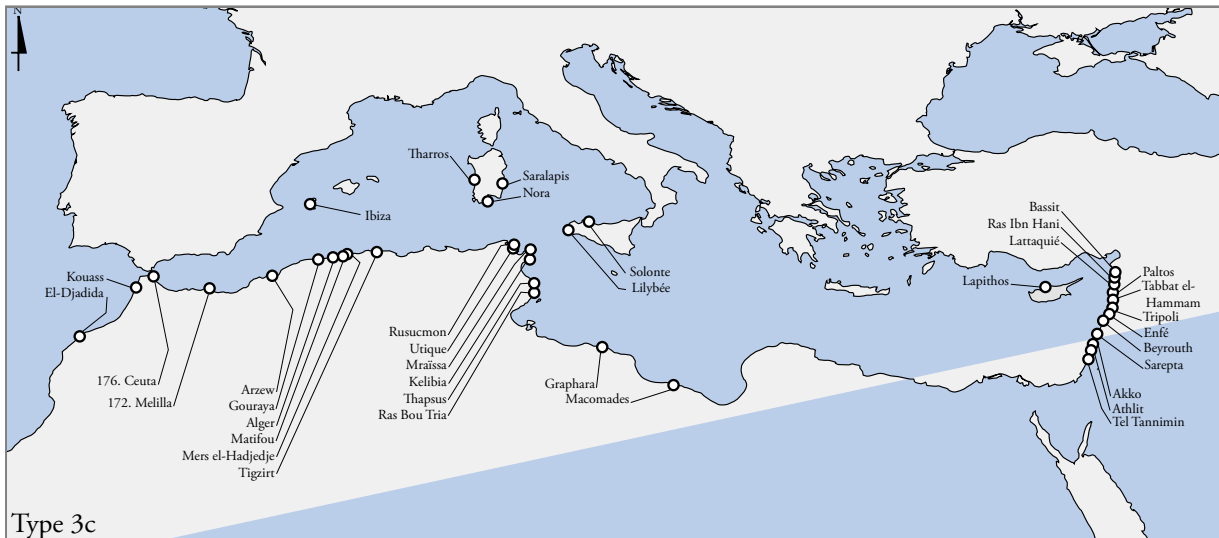 N
Tharros
Saralapis
Nora
Ibiza
Bassit
Ras Ibn Hani
Lattaquié
Solonte
Lilybée
Lapithos
Paltos
Tabbat el-
Hammam
Tripoli
Enfé
Beyrouth
Sarepta
Kouass
El-Djadida
Rusucmon
Utique
Mraïssa
Kelibia
Thapsus
Ras Bou Tria
176. Ceuta
172. Melilla
Arzew
Gouraya
Alger
Matifou
Mers el-Hadjedje
Tigzirt
Graphara
Macomades
Akko
Athlit
Tel Tannimin
Type 3c